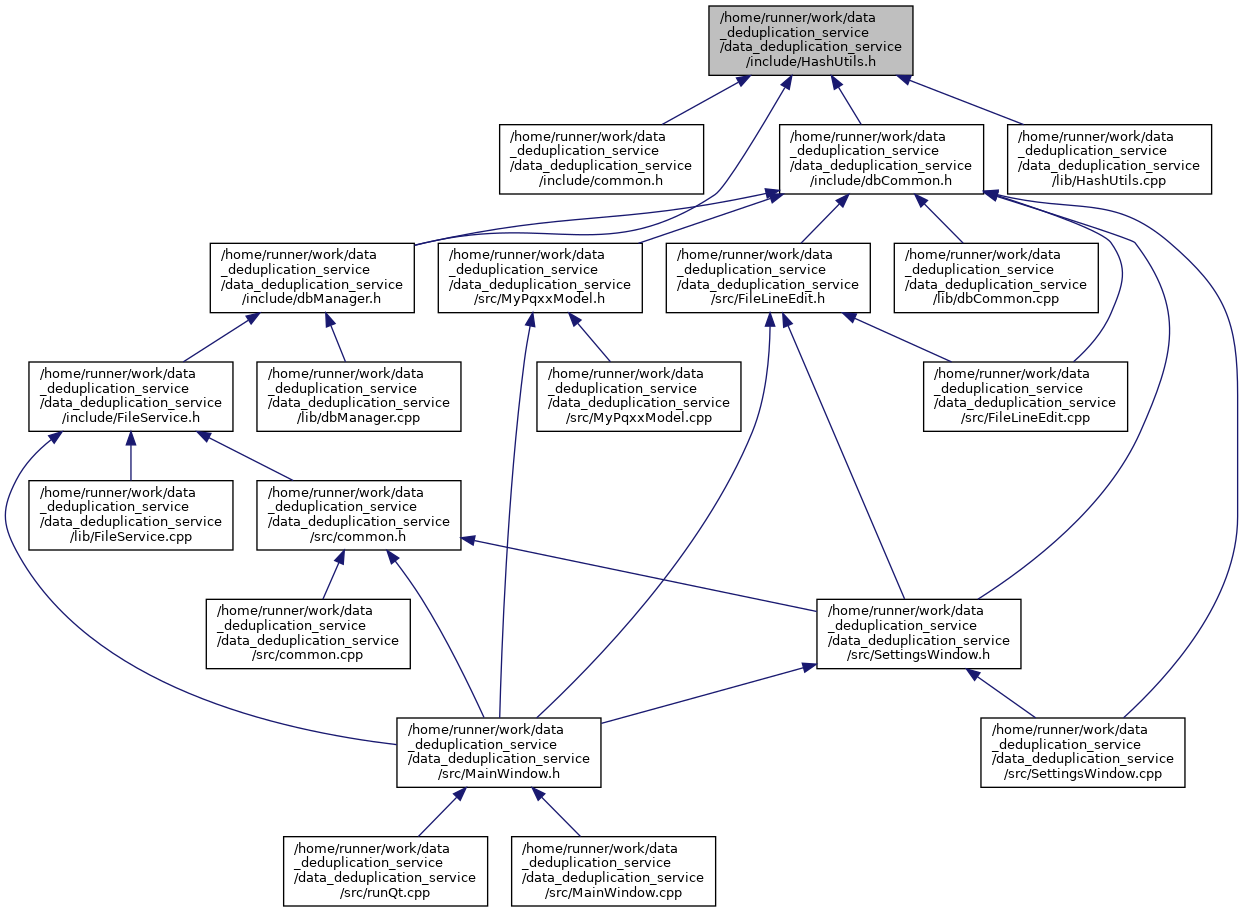 /home/runner/work/data
_deduplication_service
/data_deduplication_service
/include/HashUtils.h
/home/runner/work/data
_deduplication_service
/data_deduplication_service
/include/common.h
/home/runner/work/data
_deduplication_service
/data_deduplication_service
/include/dbCommon.h
/home/runner/work/data
_deduplication_service
/data_deduplication_service
/lib/HashUtils.cpp
/home/runner/work/data
_deduplication_service
/data_deduplication_service
/include/dbManager.h
/home/runner/work/data
_deduplication_service
/data_deduplication_service
/src/MyPqxxModel.h
/home/runner/work/data
_deduplication_service
/data_deduplication_service
/src/FileLineEdit.h
/home/runner/work/data
_deduplication_service
/data_deduplication_service
/lib/dbCommon.cpp
/home/runner/work/data
_deduplication_service
/data_deduplication_service
/include/FileService.h
/home/runner/work/data
_deduplication_service
/data_deduplication_service
/lib/dbManager.cpp
/home/runner/work/data
_deduplication_service
/data_deduplication_service
/src/MyPqxxModel.cpp
/home/runner/work/data
_deduplication_service
/data_deduplication_service
/src/FileLineEdit.cpp
/home/runner/work/data
_deduplication_service
/data_deduplication_service
/lib/FileService.cpp
/home/runner/work/data
_deduplication_service
/data_deduplication_service
/src/common.h
/home/runner/work/data
_deduplication_service
/data_deduplication_service
/src/common.cpp
/home/runner/work/data
_deduplication_service
/data_deduplication_service
/src/SettingsWindow.h
/home/runner/work/data
_deduplication_service
/data_deduplication_service
/src/MainWindow.h
/home/runner/work/data
_deduplication_service
/data_deduplication_service
/src/SettingsWindow.cpp
/home/runner/work/data
_deduplication_service
/data_deduplication_service
/src/runQt.cpp
/home/runner/work/data
_deduplication_service
/data_deduplication_service
/src/MainWindow.cpp